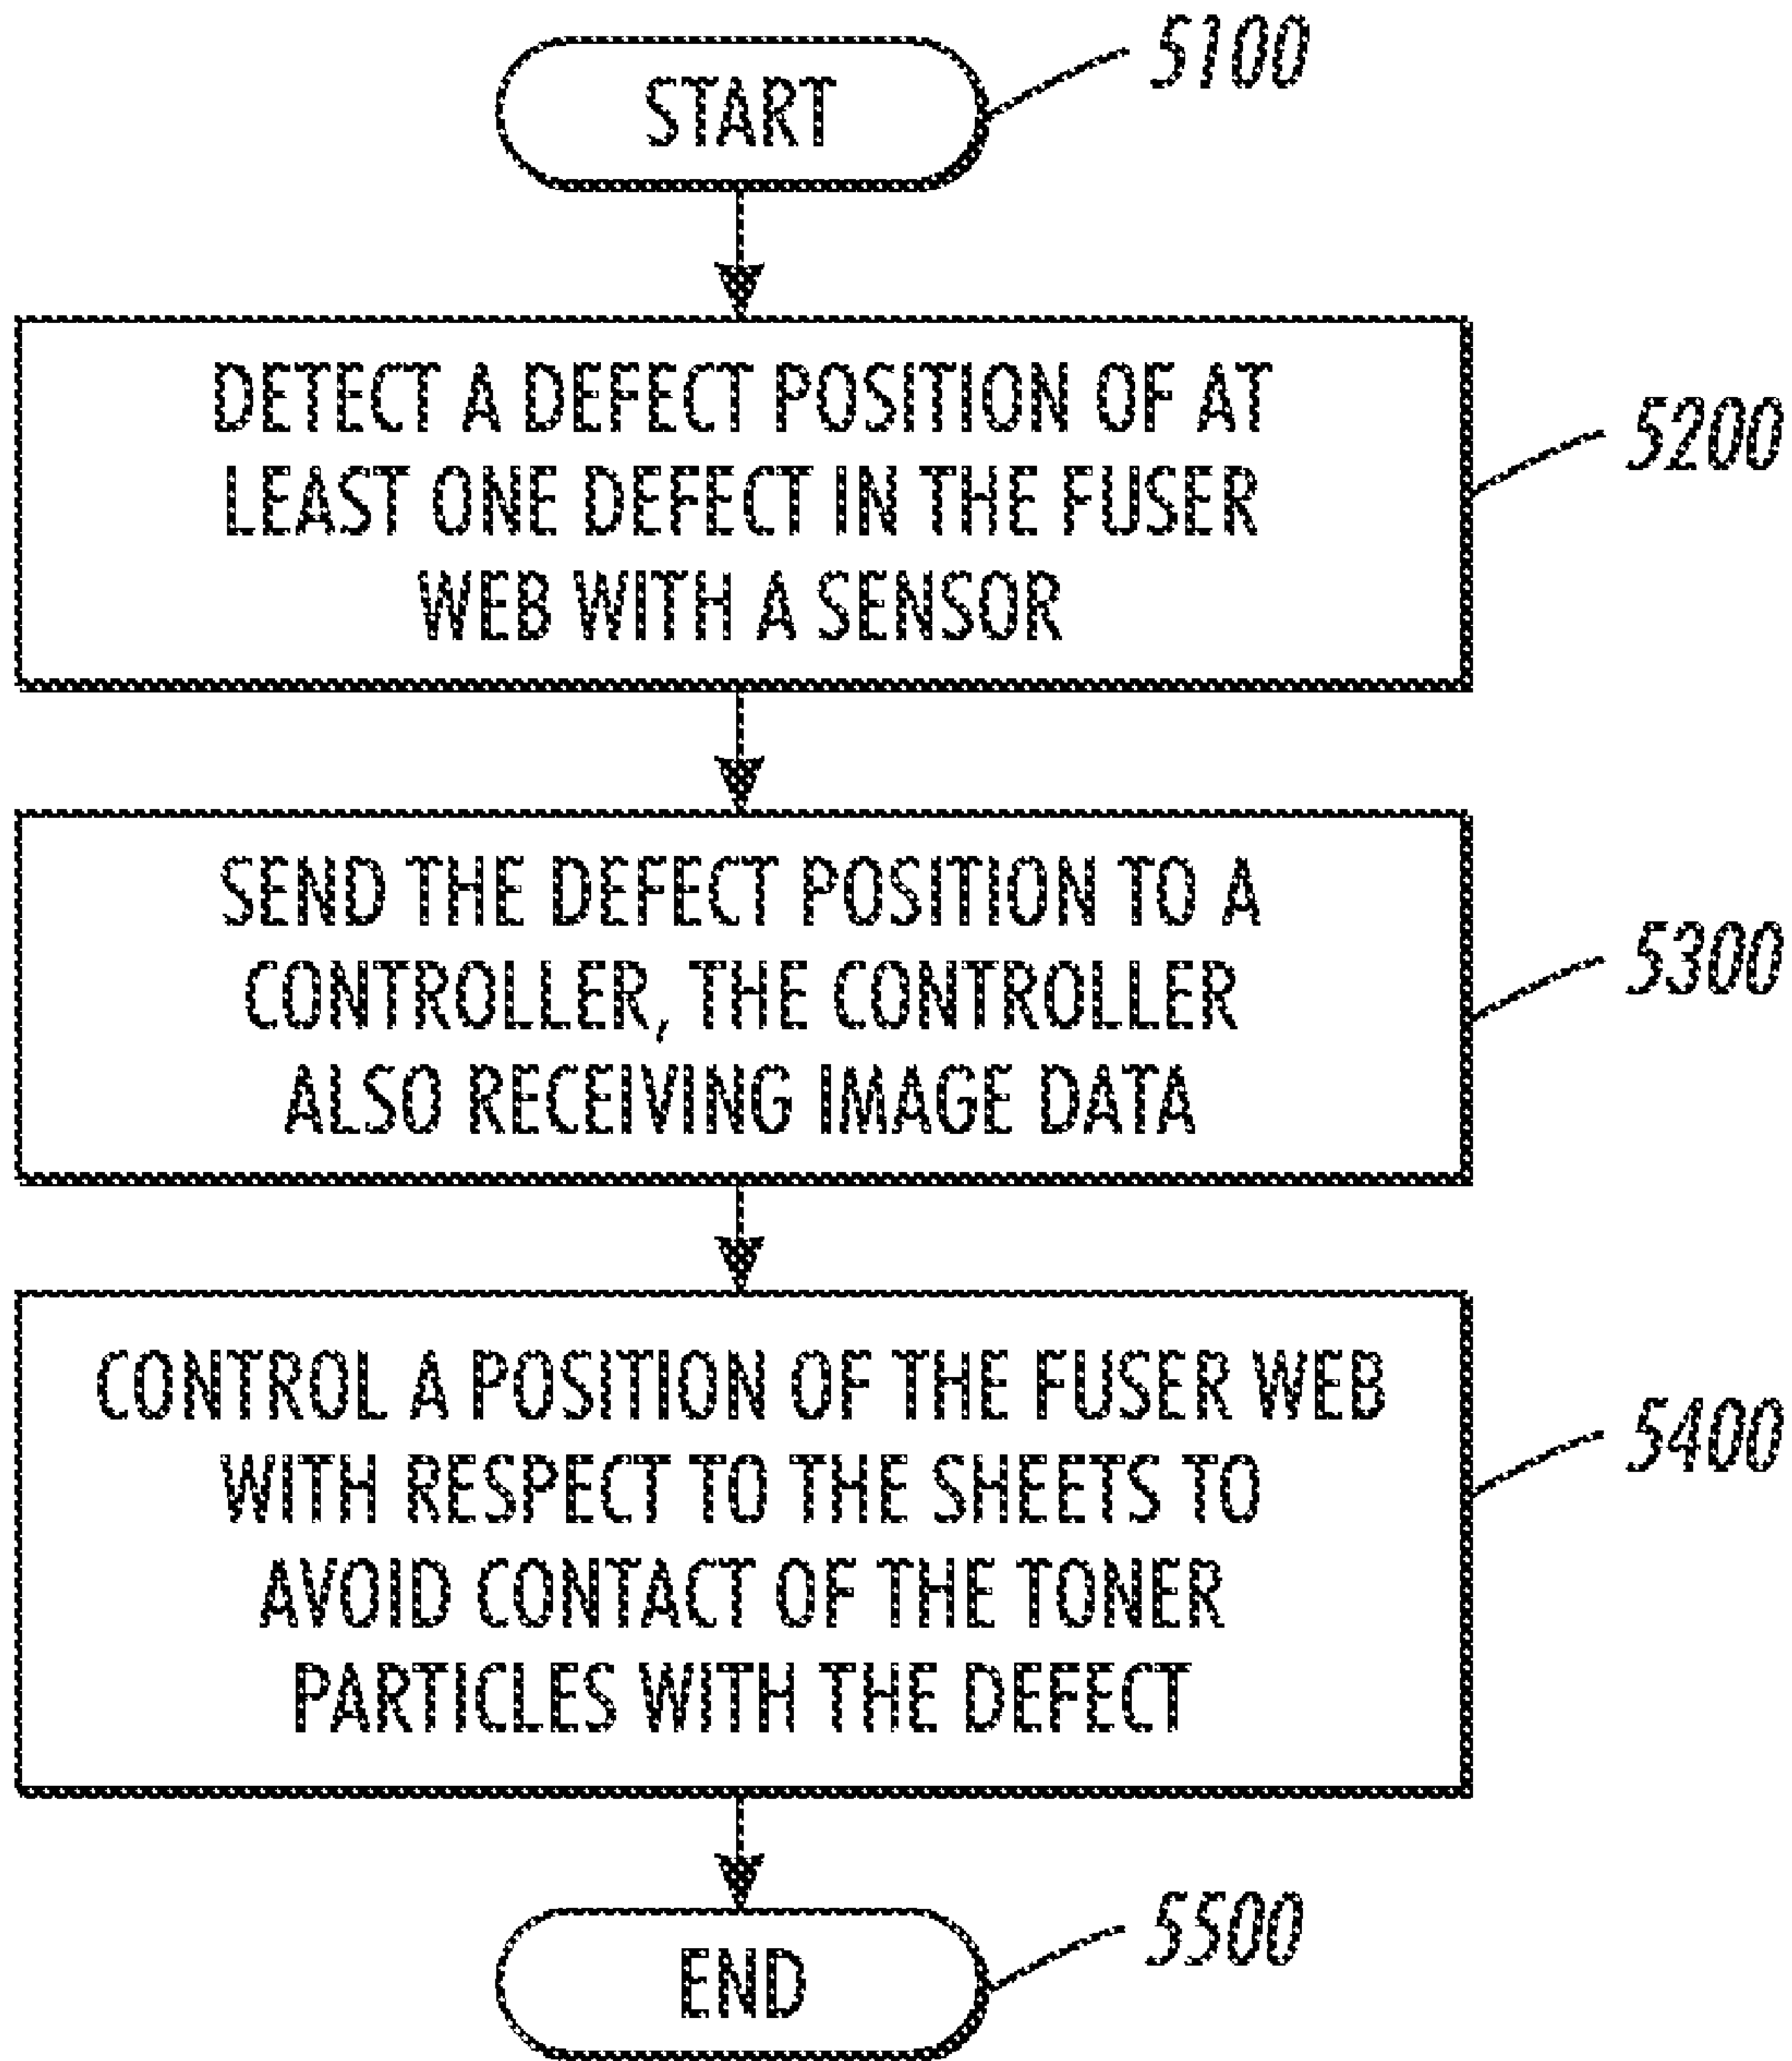 START
5100
DETECT A DEFECT POSITION OF AT
LEAST ONE DEFECT IN THE FUSER
WEB WITH A SENSOR
5200
SEND THE DEFECT POSITION TO A
CONTROLLER, THE CONTROLLER
ALSO RECEIVING IMAGE DATA
5300
CONTROL A POSITION OF THE FUSER WEB
WITH RESPECT TO THE SHEETS TO
AVOID CONTACT OF THE TONER
PARTICLES WITH THE DEFECT
5400
END
5500